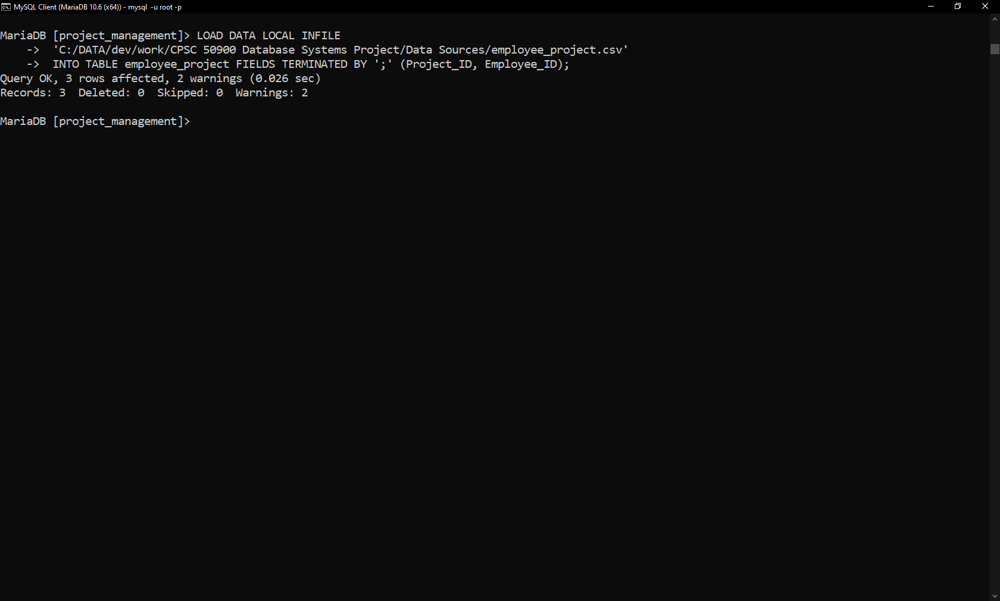 MySQL Client (MariaDB 10.6 (x64)) - mysql  -u root -p
MariaDB [project_management]> LOAD DATA LOCAL INFILE
    ->  'C:/DATA/dev/work/CPSC 50900 Database Systems Project/Data Sources/employee_project.csv'
    ->  INTO TABLE employee_project FIELDS TERMINATED BY ';' (Project_ID, Employee_ID);
Query OK, 3 rows affected, 2 warnings (0.026 sec)
Records: 3  Deleted: 0  Skipped: 0  Warnings: 2
MariaDB [project_management]>